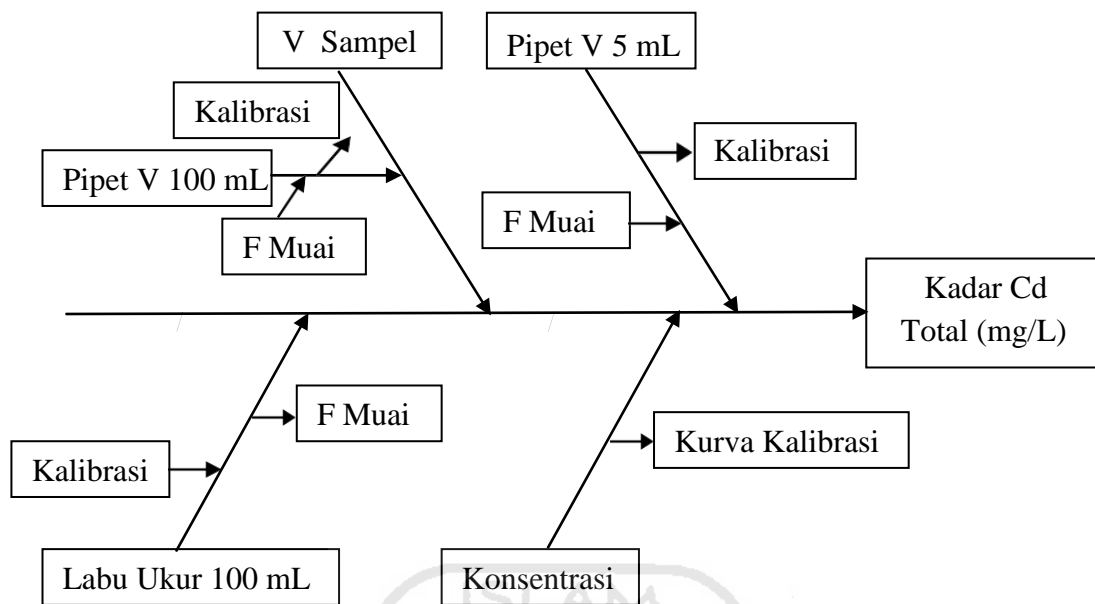 V Sampel
Pipet V 5 mL
Kalibrasi
Kalibrasi
Pipet V 100 mL
F Muai
F Muai
Kadar Cd
Total (mg/L)
F Muai
Kurva Kalibrasi
Kalibrasi
Labu Ukur 100 mL
Konsentrasi
ISLAM